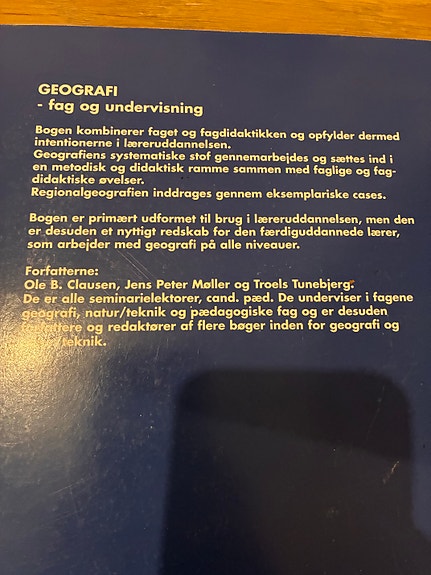 GEOGRAFI
- fag og undervisning
Bogen kombinerer faget og fagdidaktikken og opfylder dermed
intentionerne i læreruddannelsen.
Geografiens systematiske stof gennemarbejdes og sættes ind i
en metodisk og didaktisk ramme sammen med faglige og fag-
didaktiske øvelser.
Regionalgeografien inddrages gennem eksemplariske cases.
Bogen er primært udformet til brug i læreruddannelsen, men den
er desuden et nyttigt redskab for den færdiguddannede lærer,
som arbejder med geografi på alle niveauer.
Forfatterne:
Ole B. Clausen, Jens Peter Møller og Troels Tunebjerg.
De er alle seminarielektorer, cand. pæd. De underviser i fagene
geografi, natur/teknik og pædagogiske fag og er desuden
forfattere og redaktører af flere bøger inden for geografi og
/teknik.